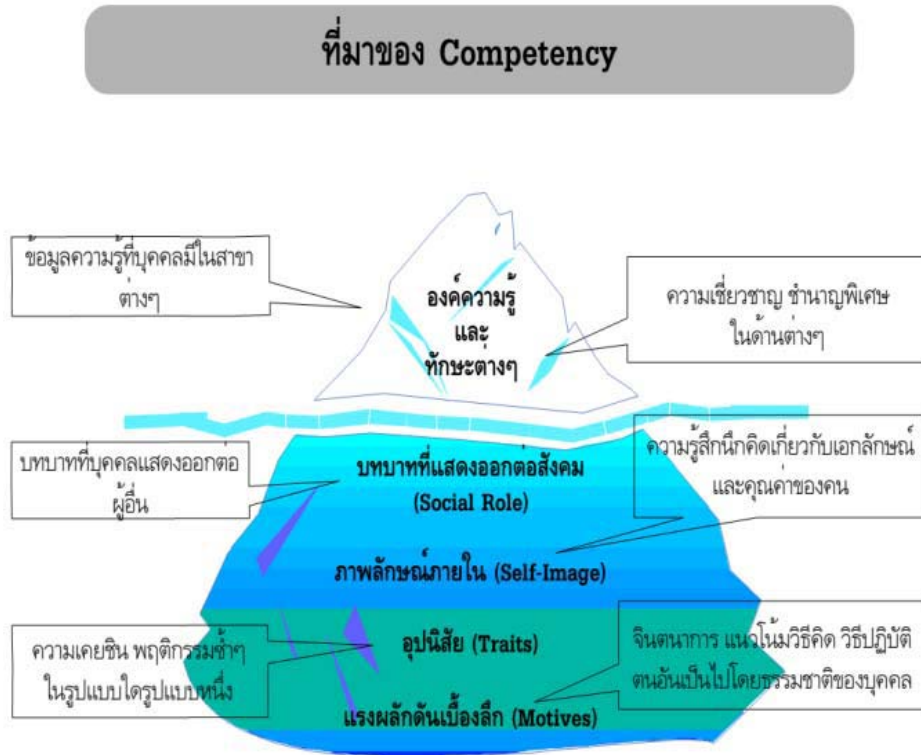 ที่มาของ Competency
ข้อมูลความรู้ที่บุคคลมีในสาขา
ต่างๆ
องค์ความรู้
และ
ทักษะต่างๆ
ความเชี่ยวชาญ ชำนาญพิเศษ
ในด้านต่างๆ
บทบาทที่บุคคลแสดงออกต่อ
ผู้อื่น
บทบาทที่แสดงออกต่อสังคม
(Social Role)
ความรู้สึกนึกคิดเกี่ยวกับเอกลักษณ์
และคุณค่าของคน
ภาพลักษณ์ภายใน (Self-Image)
ความเคยชิน พฤติกรรมซ้ำๆ
ในรูปแบบใดรูปแบบหนึ่ง
อุปนิสัย (Traits)
จินตนาการ แนวโน้มวิธีคิด วิธีปฏิบัติ
ตนอันเป็นไปโดยธรรมชาติของบุคคล
แรงผลักดันเบื้องลึก (Motives)